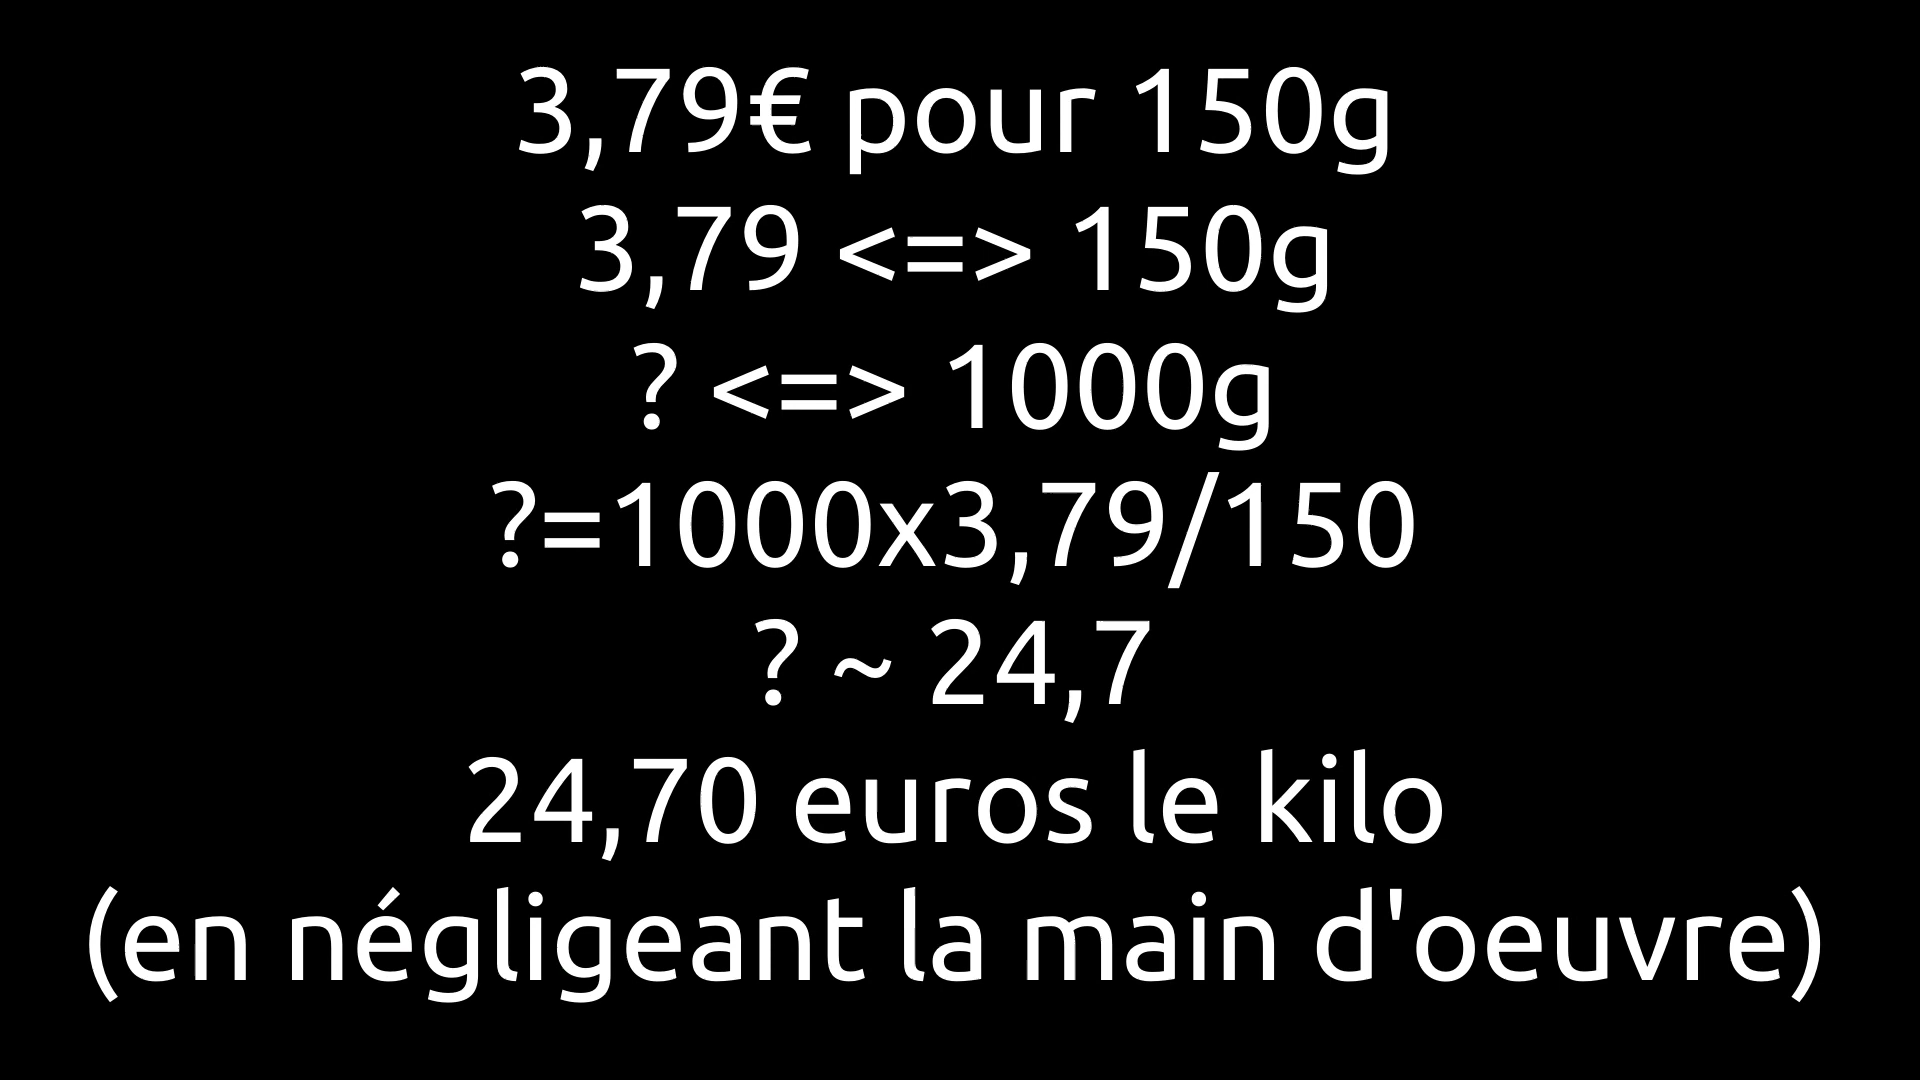 3,79€ pour 150g
3,79 <=> 150g
? <=> 1000g
?=1000x3,79/150
? ~ 24,7
24,70 euros le kilo
(en négligeant la main d'oeuvre)